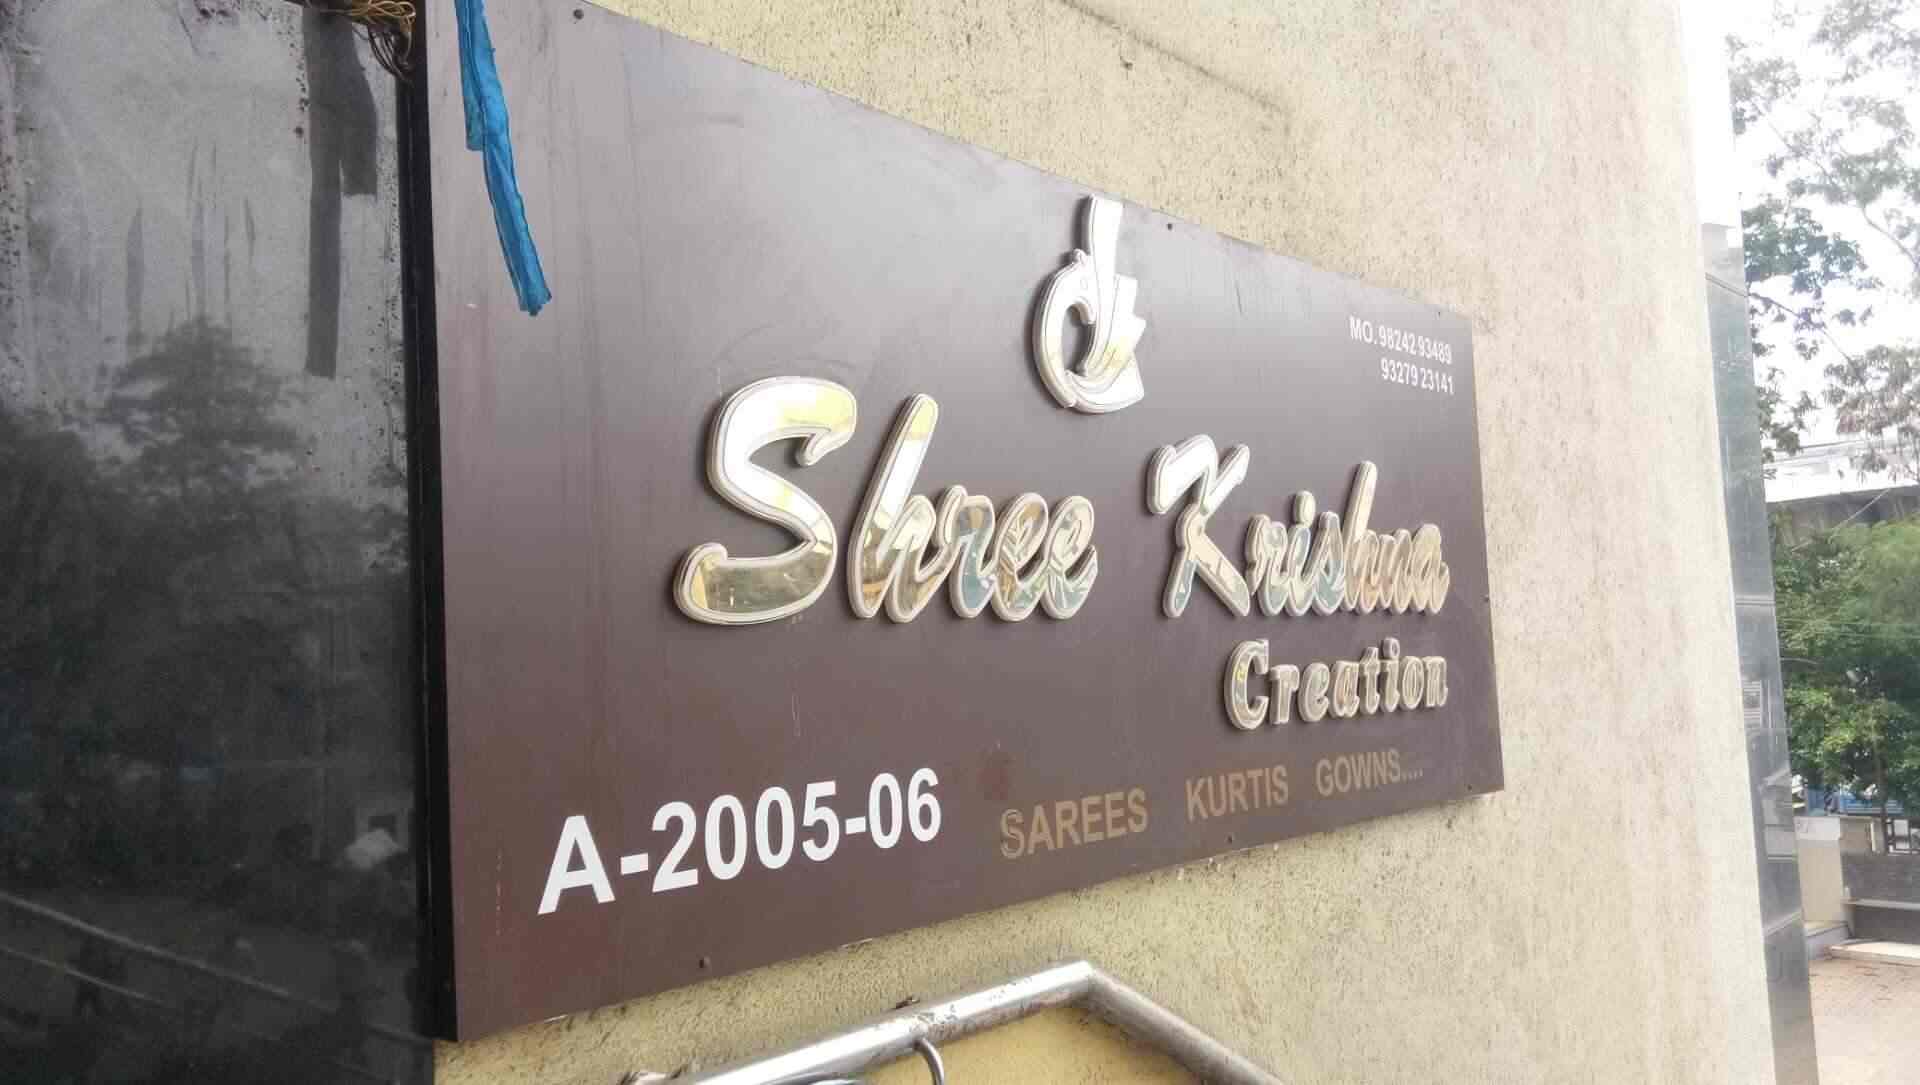 MO. 98242 93489
93279 23141
Shree Krishna
Creation
A-2005-06 SAREES KURTIS GOWNS....